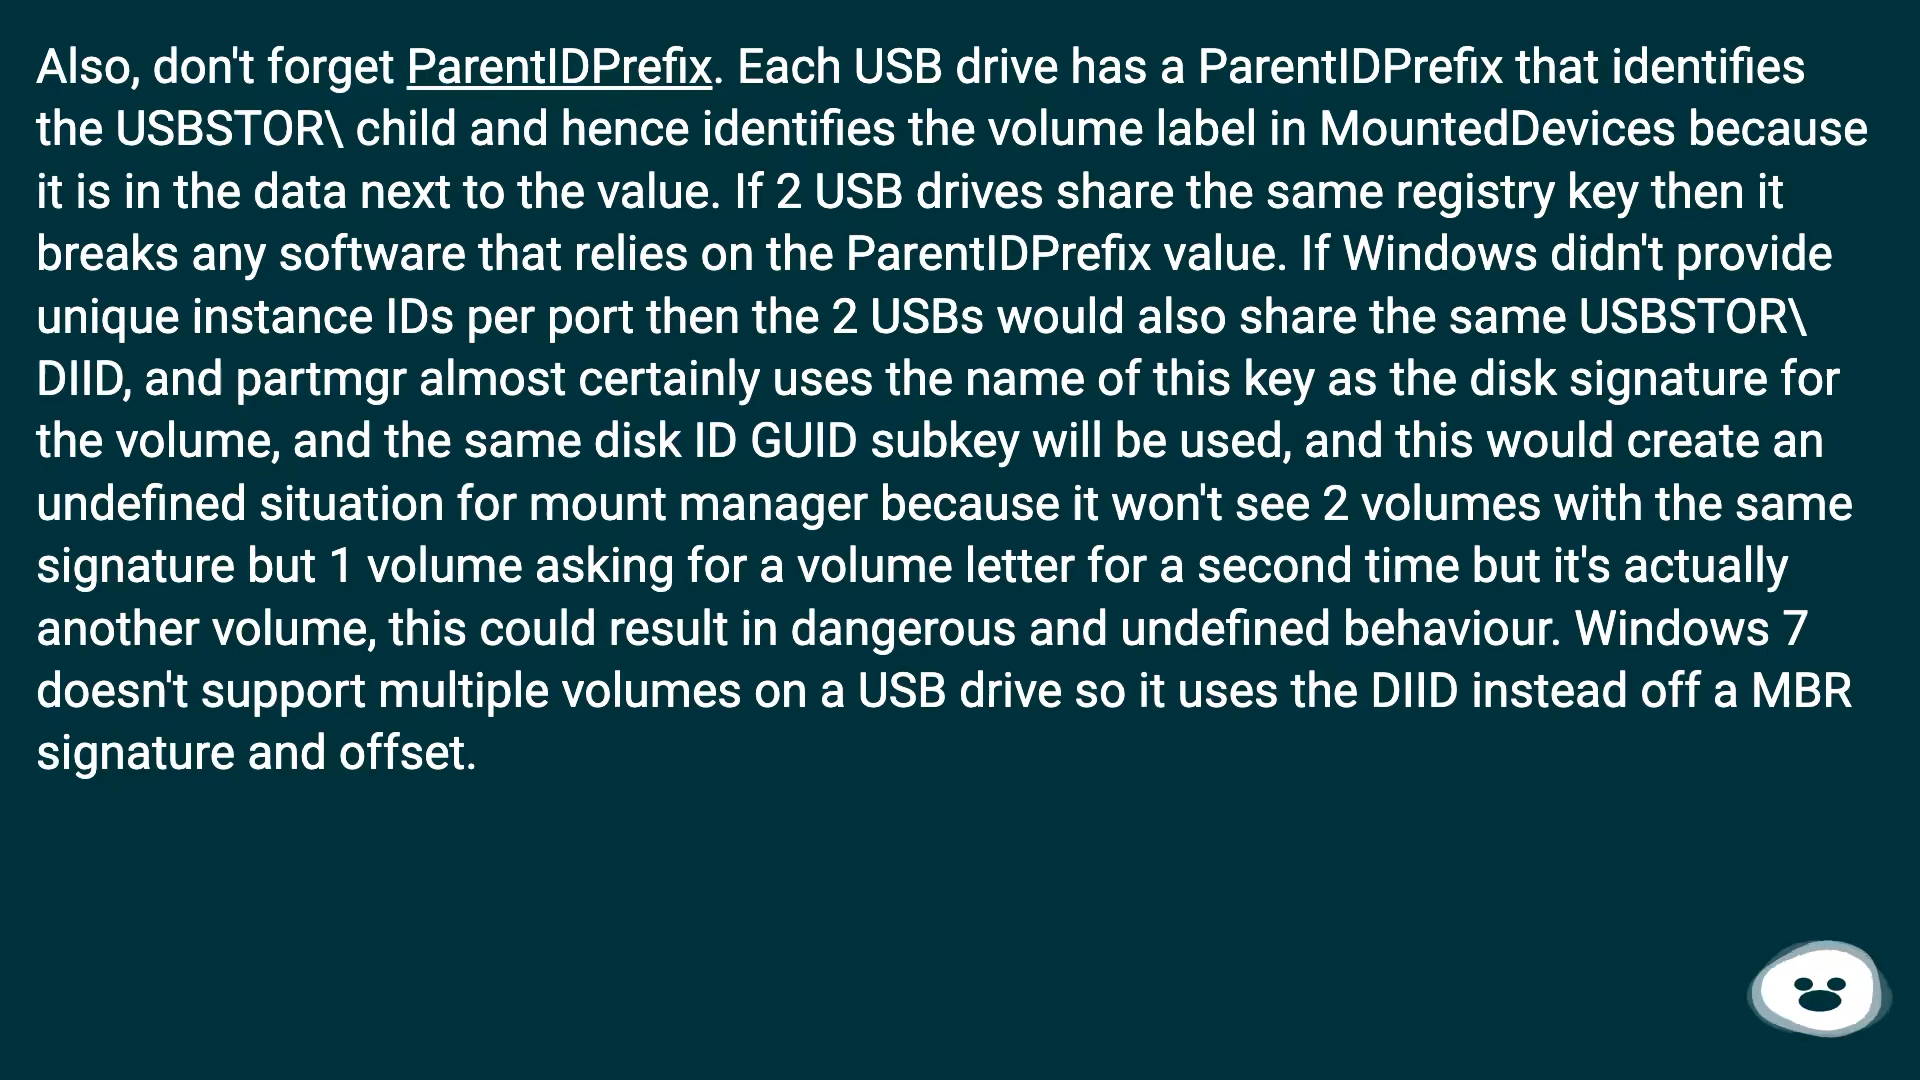 Also, don't forget ParentIDPrefix. Each USB drive has a ParentIDPrefix that identifies
the USBSTOR\ child and hence identifies the volume label in MountedDevices because
it is in the data next to the value. If 2 USB drives share the same registry key then it
breaks any software that relies on the ParentIDPrefix value. If Windows didn't provide
unique instance IDs per port then the 2 USBs would also share the same USBSTOR\
DIID, and partmgr almost certainly uses the name of this key as the disk signature for
the volume, and the same disk ID GUID subkey will be used, and this would create an
undefined situation for mount manager because it won't see 2 volumes with the same
signature but 1 volume asking for a volume letter for a second time but it's actually
another volume, this could result in dangerous and undefined behaviour. Windows 7
doesn't support multiple volumes on a USB drive so it uses the DIID instead off a MBR
signature and offset.